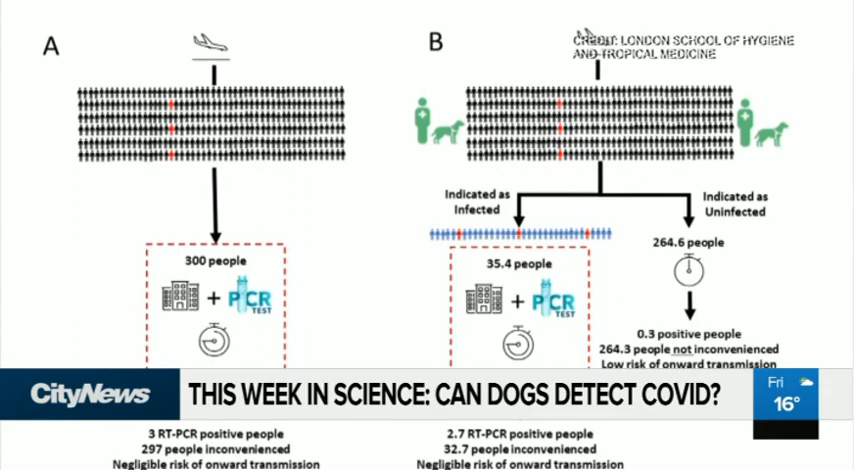 A
B
CREDIT: LONDON SCHOOL OF HYGIENE
AND TROPICAL MEDICINE
Indicated as
Infected
Indicated as
Uninfected
300 people
+ PCR
TEST
35.4 people
+ PCR
TEST
264.6 people
0.3 positive people
264.3 people not inconvenienced
Low risk of onward transmission
CityNews
THIS WEEK IN SCIENCE: CAN DOGS DETECT COVID?
Fri
16°
3 RT-PCR positive people
297 people inconvenienced
Negligible risk of onward transmission
2.7 RT-PCR positive people
32.7 people inconvenienced
Negligible risk of onward transmission